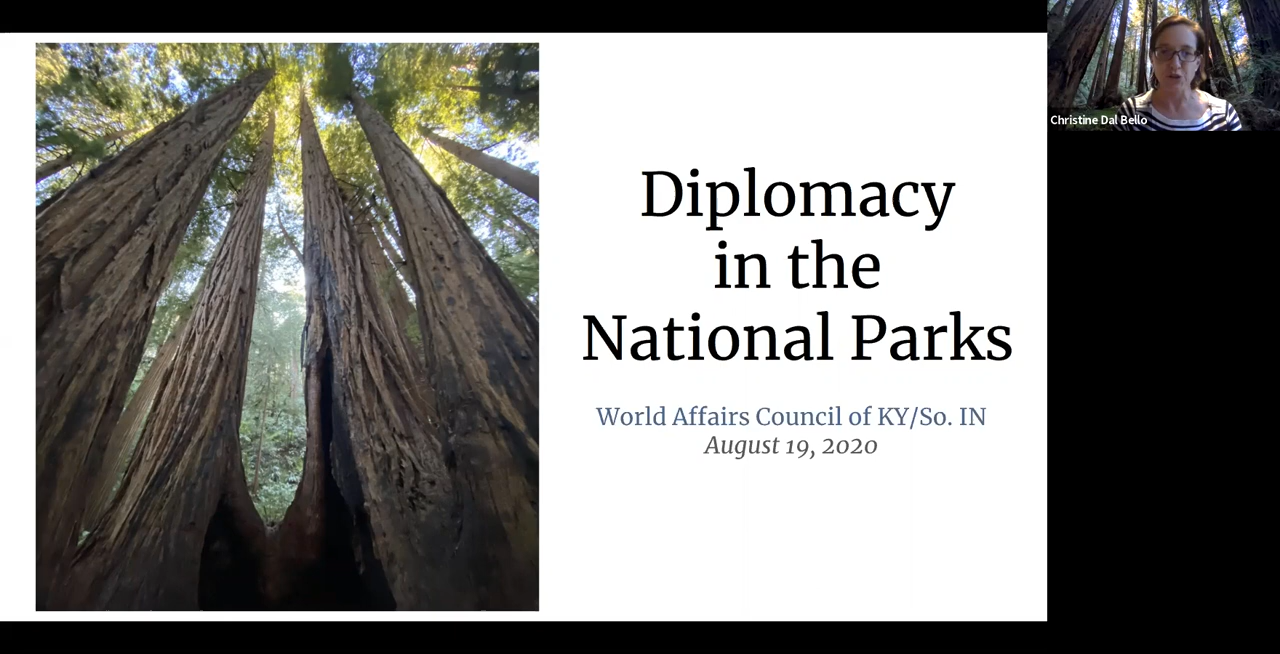 Diplomacy
in the
National Parks
World Affairs Council of KY/So. IN
August 19, 2020
Christine Dal Bello